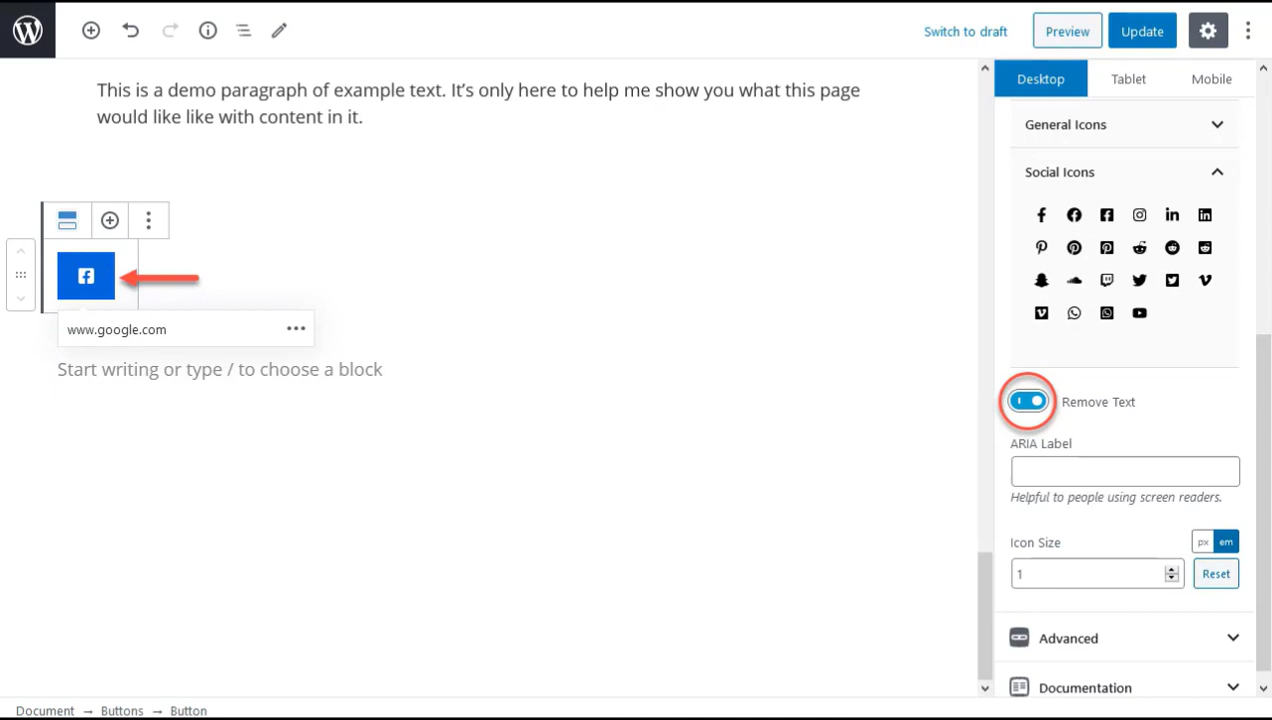 Switch to draft
Preview
Update
This is a demo paragraph of example text. It's only here to help me show you what this page
would like like with content in it.
www.google.com
Start writing or type / to choose a block
Desktop
Tablet
Mobile
General Icons
Social Icons
Remove Text
ARIA Label
Helpful to people using screen readers.
Icon Size
px
em
1
Reset
Advanced
Documentation
Document → Buttons → Button